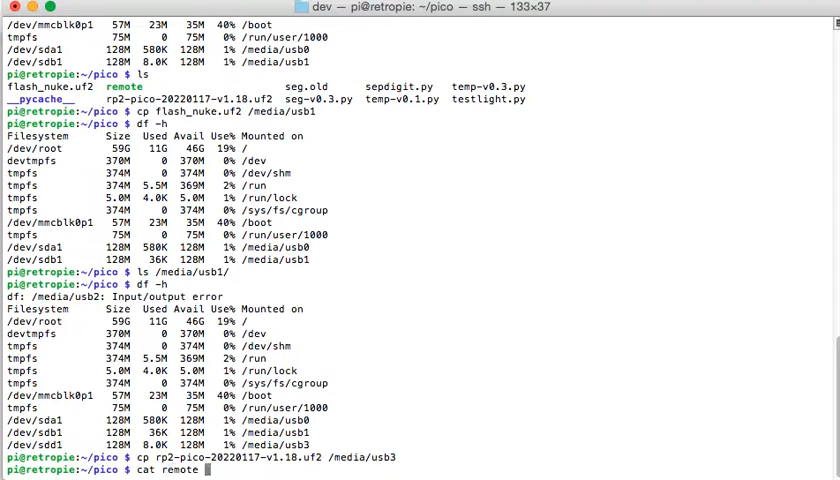 dev — pi@retropie: ~/pico — ssh — 133×37
/dev/mmcblk0p1 57M 23M 35M 40% /boot
tmpfs 75M 0 75M 0% /run/user/1000
/dev/sda1 128M 580K 128M 1% /media/usb0
/dev/sdb1 128M 8.0K 128M 1% /media/usb1
pi@retropie:~/pico $ ls
flash_nuke.uf2 remote seg.old sepdigit.py temp-v0.3.py
__pycache__ rp2-pico-20220117-v1.18.uf2 seg-v0.3.py temp-v0.1.py testlight.py
pi@retropie:~/pico $ cp flash_nuke.uf2 /media/usb1
pi@retropie:~/pico $ df -h
Filesystem Size Used Avail Use% Mounted on
/dev/root 59G 11G 46G 19% /
devtmpfs 370M 0 370M 0% /dev
tmpfs 374M 0 374M 0% /dev/shm
tmpfs 374M 5.5M 369M 2% /run
tmpfs 5.0M 4.0K 5.0M 1% /run/lock
tmpfs 374M 0 374M 0% /sys/fs/cgroup
/dev/mmcblk0p1 57M 23M 35M 40% /boot
tmpfs 75M 0 75M 0% /run/user/1000
/dev/sda1 128M 580K 128M 1% /media/usb0
/dev/sdb1 128M 36K 128M 1% /media/usb1
pi@retropie:~/pico $ ls /media/usb1/
pi@retropie:~/pico $ df -h
df: /media/usb2: Input/output error
Filesystem Size Used Avail Use% Mounted on
/dev/root 59G 11G 46G 19% /
devtmpfs 370M 0 370M 0% /dev
tmpfs 374M 0 374M 0% /dev/shm
tmpfs 374M 5.5M 369M 2% /run
tmpfs 5.0M 4.0K 5.0M 1% /run/lock
tmpfs 374M 0 374M 0% /sys/fs/cgroup
/dev/mmcblk0p1 57M 23M 35M 40% /boot
tmpfs 75M 0 75M 0% /run/user/1000
/dev/sda1 128M 580K 128M 1% /media/usb0
/dev/sdb1 128M 36K 128M 1% /media/usb1
/dev/sdd1 128M 8.0K 128M 1% /media/usb3
pi@retropie:~/pico $ cp rp2-pico-20220117-v1.18.uf2 /media/usb3
pi@retropie:~/pico $ cat remote